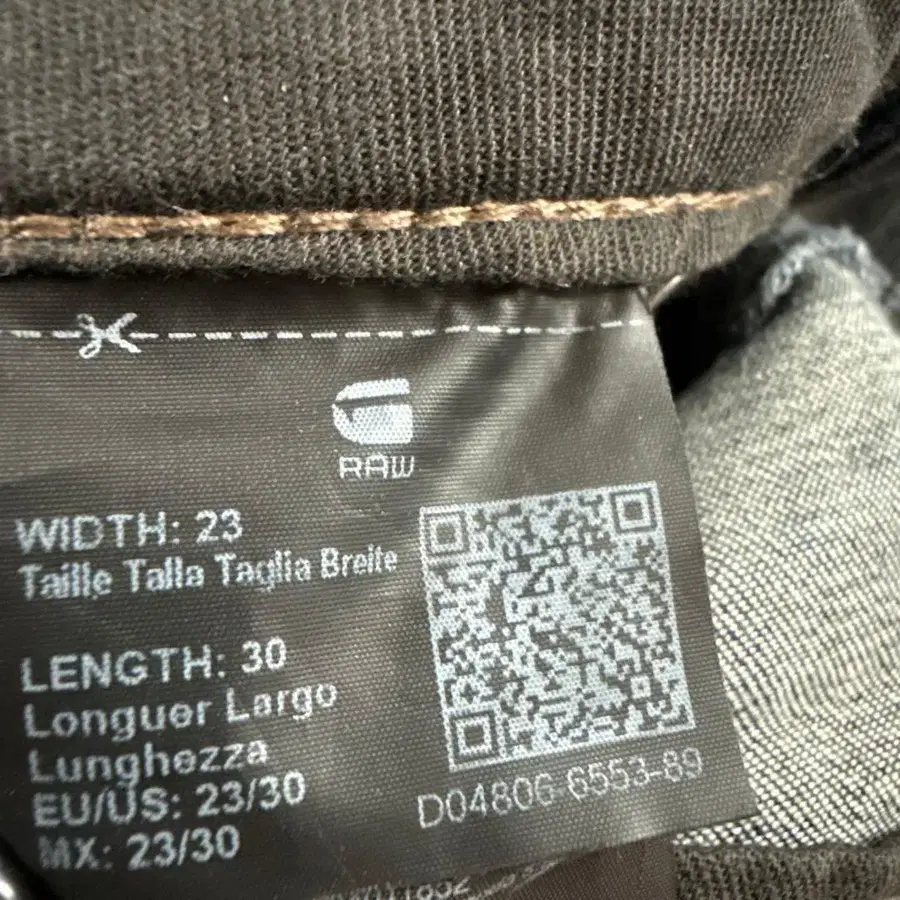 RAW
WIDTH: 23
Taille Talla Taglia Breite
LENGTH: 30
Longuer Largo
Lunghezza
EU/US: 23/30
MX: 23/30
D04806-6553-89